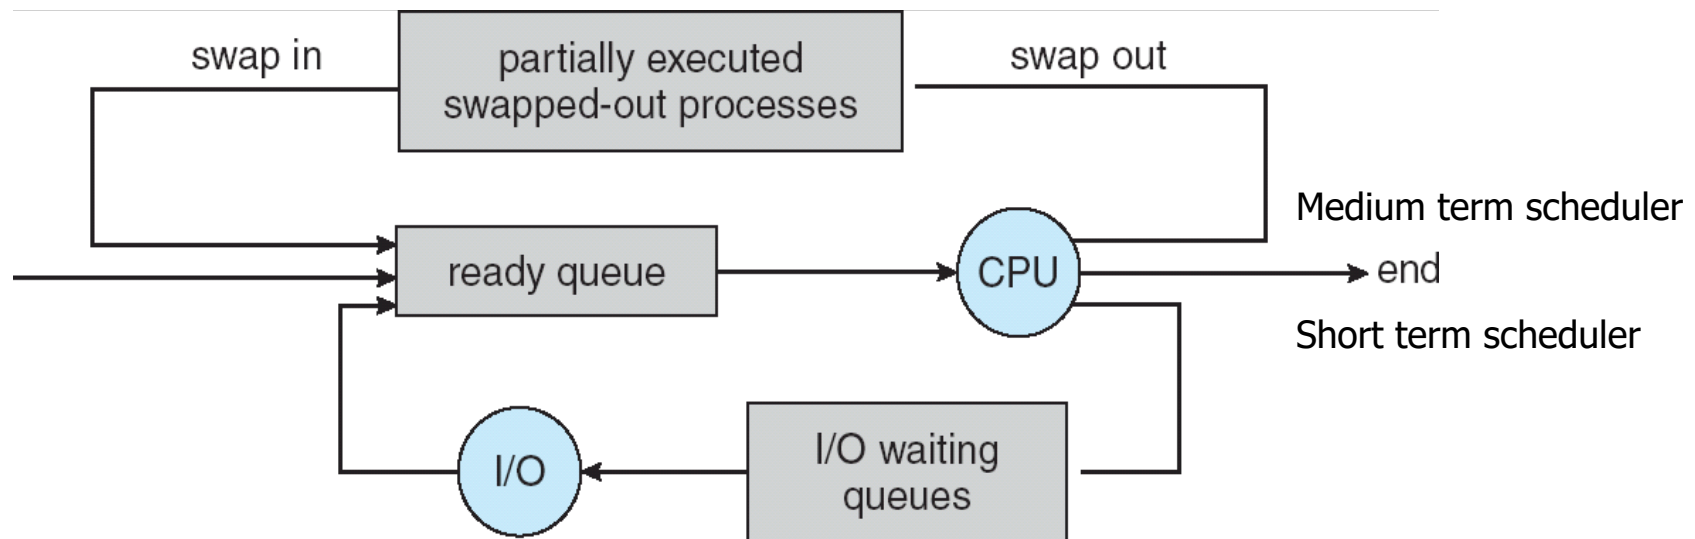 swap in
partially executed
swapped-out processes
swap out
Medium term scheduler
ready queue
CPU
end
Short term scheduler
I/O
I/O waiting
queues